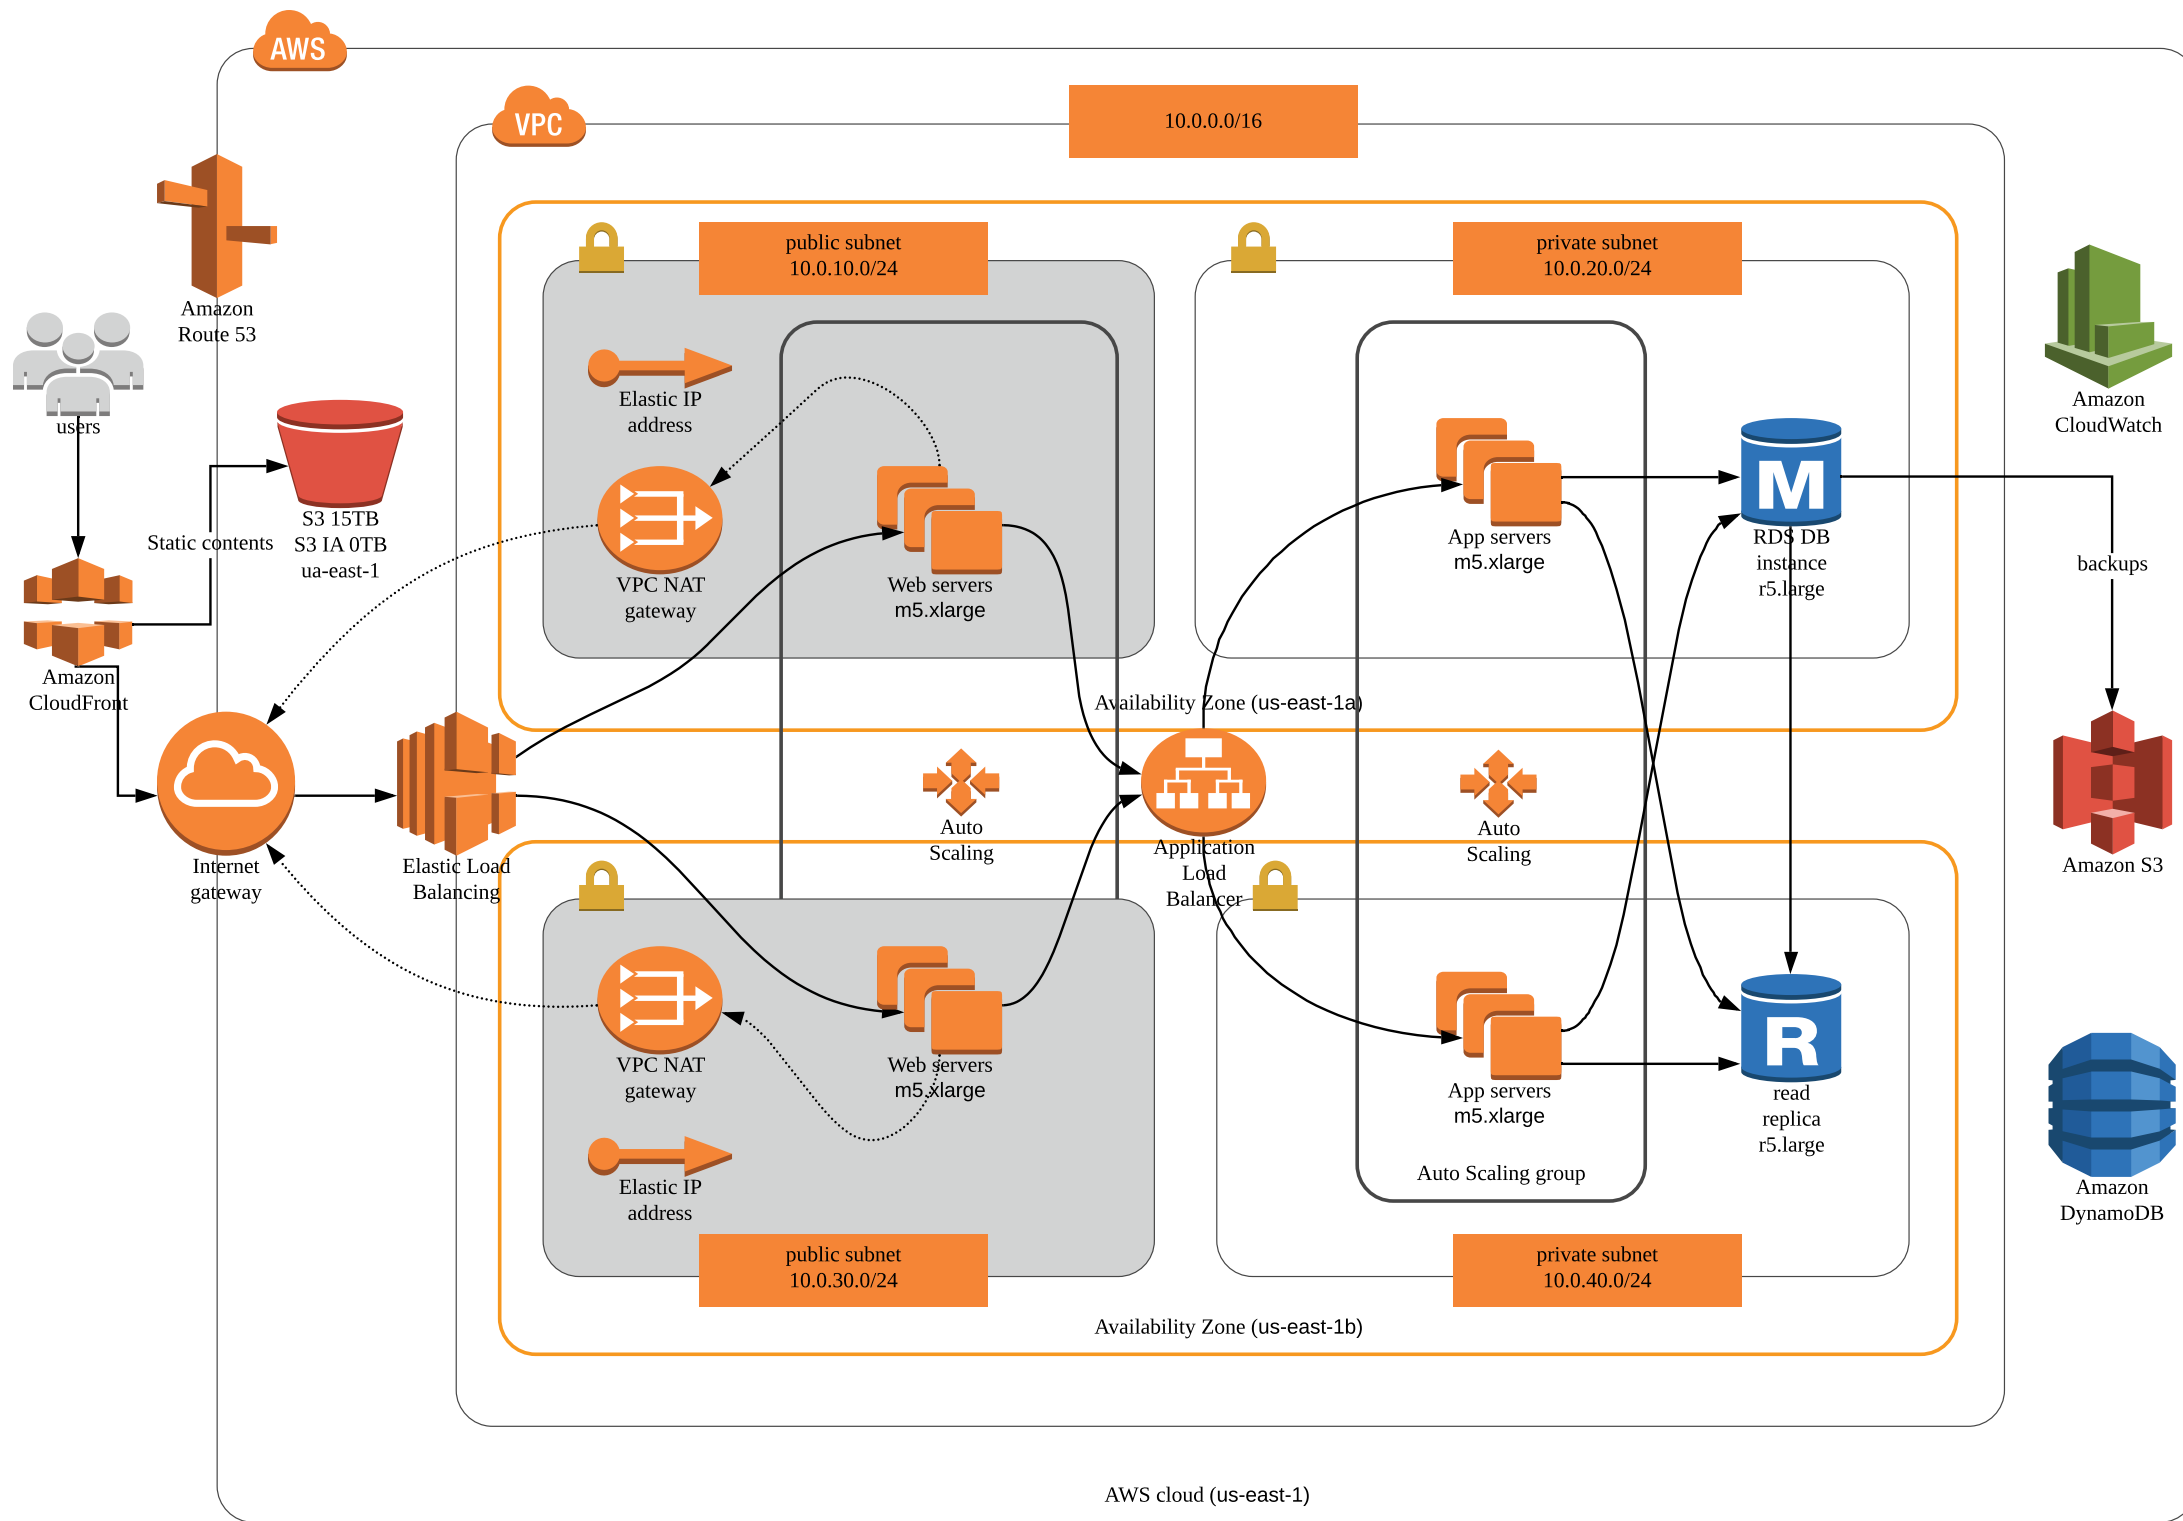 AWS
VPC
10.0.0.0/16
public subnet
10.0.10.0/24
private subnet
10.0.20.0/24
Amazon
Route 53
users
Elastic IP
address
Amazon
CloudWatch
Static contents
S3 15TB
S3 IA 0TB
ua-east-1
VPC NAT
gateway
Web servers
m5.xlarge
App servers
m5.xlarge
M
RDS DB
instance
r5.large
backups
Amazon
CloudFront
Availability Zone (us-east-1a)
Internet
gateway
Elastic Load
Balancing
Auto
Scaling
Application
Load
Balancer
Auto
Scaling
Amazon S3
VPC NAT
gateway
Web servers
m5.xlarge
App servers
m5.xlarge
R
read
replica
r5.large
Elastic IP
address
Auto Scaling group
Amazon
DynamoDB
public subnet
10.0.30.0/24
private subnet
10.0.40.0/24
Availability Zone (us-east-1b)
AWS cloud (us-east-1)